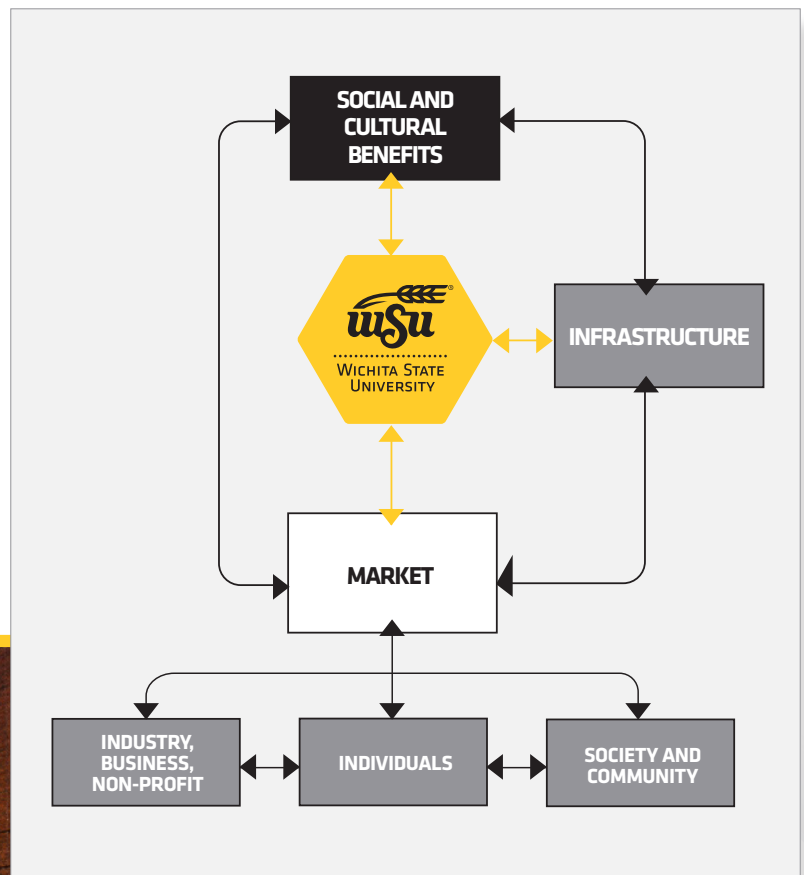 SOCIAL AND
CULTURAL
BENEFITS
wsu®
WICHITA STATE
UNIVERSITY
INFRASTRUCTURE
MARKET
INDUSTRY,
BUSINESS,
NON-PROFIT
INDIVIDUALS
SOCIETY AND
COMMUNITY